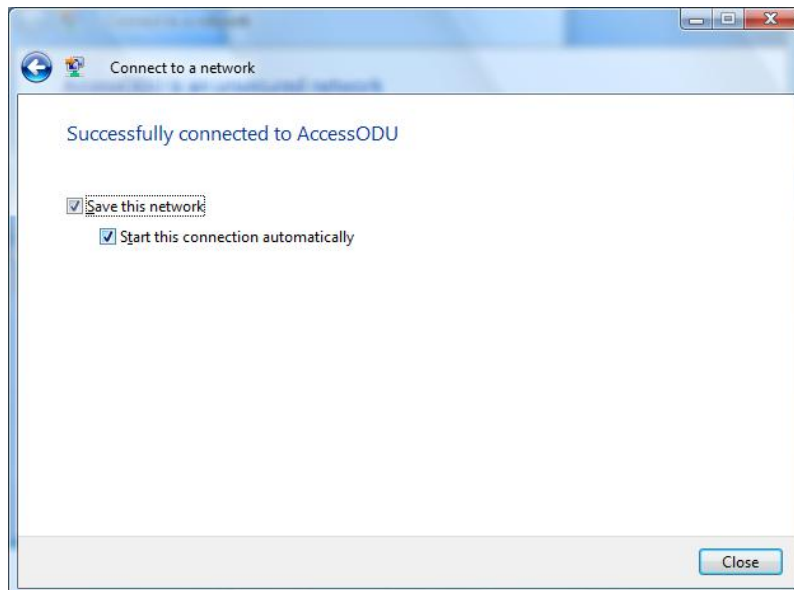 Connect to a network
Successfully connected to AccessODU
Save this network
Start this connection automatically
Close